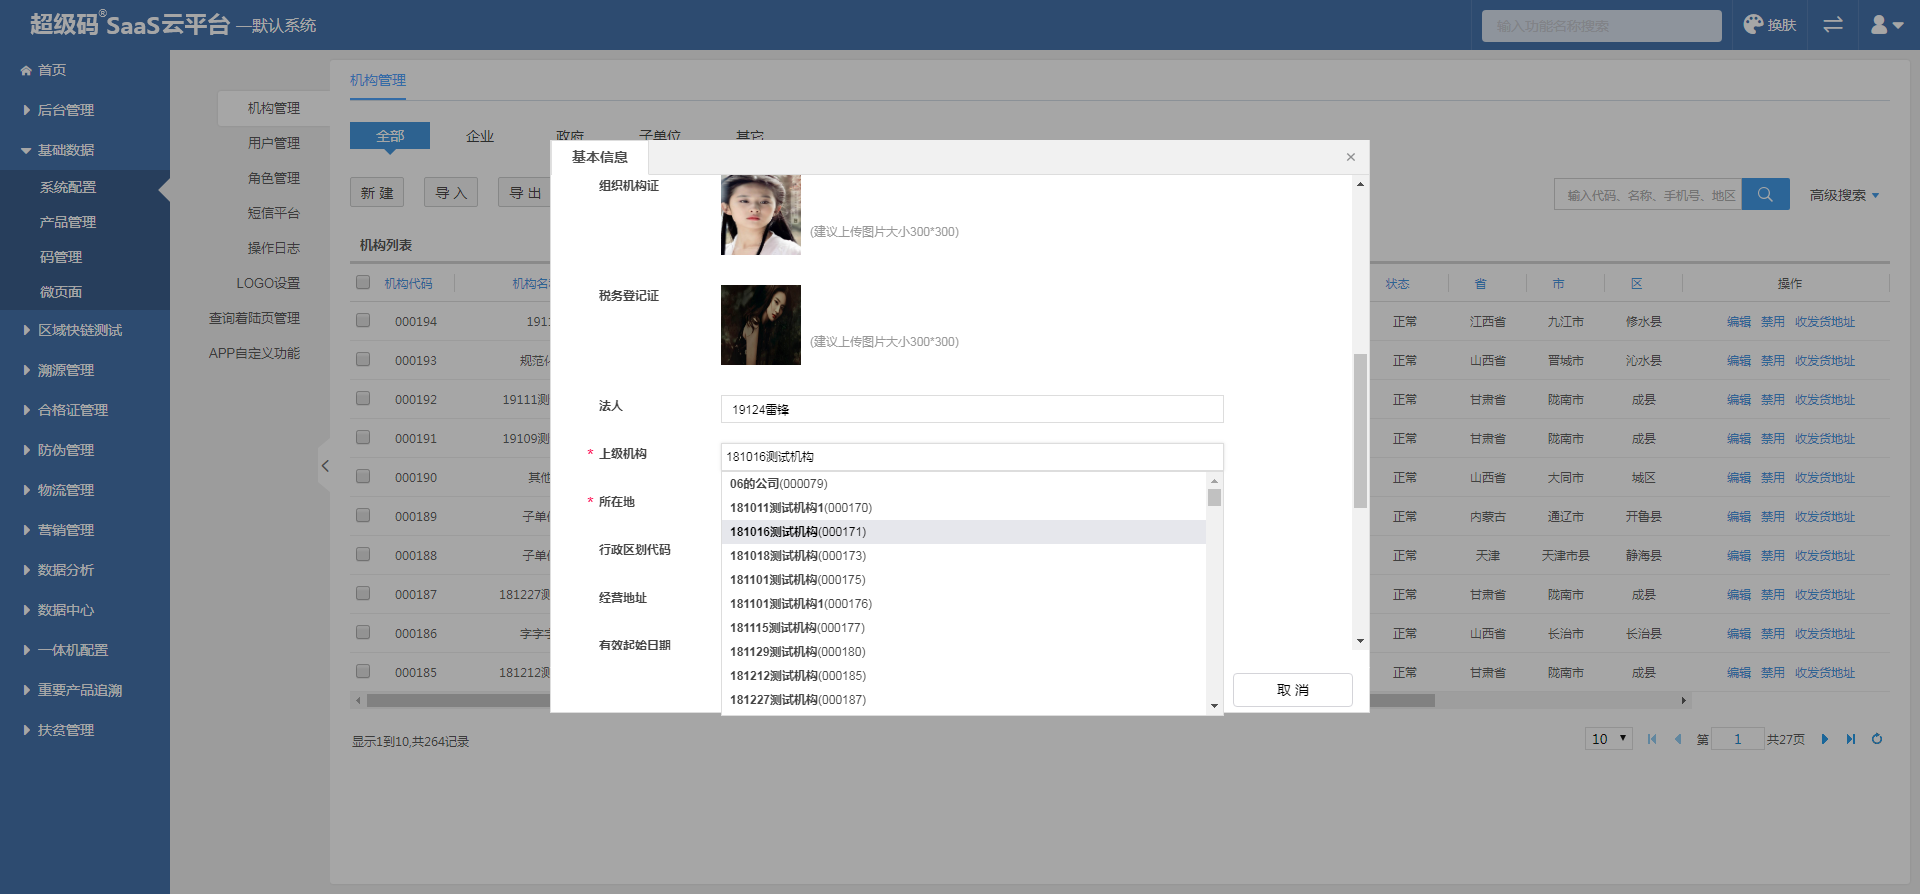 超级码®SaaS云平台 —默认系统
输入功能名称搜索
换肤
首页
后台管理
基础数据
系统配置
产品管理
码管理
微页面
区域快链测试
溯源管理
合格证管理
防伪管理
物流管理
营销管理
数据分析
数据中心
一体机配置
重要产品追溯
扶贫管理
机构管理
用户管理
角色管理
短信平台
操作日志
LOGO设置
查询着陆页管理
APP自定义功能
机构管理
全部 企业 政府 子单位 其它
新 建 导 入 导 出
输入代码、名称、手机号、地区
高级搜索
机构列表
机构代码 机构名 状态 省 市 区 操作
000194 191 正常 江西省 九江市 修水县 编辑 禁用 收发货地址
000193 规范 正常 山西省 晋城市 沁水县 编辑 禁用 收发货地址
000192 19111测 正常 甘肃省 陇南市 成县 编辑 禁用 收发货地址
000191 19109测 正常 甘肃省 陇南市 成县 编辑 禁用 收发货地址
000190 其他 正常 山西省 大同市 城区 编辑 禁用 收发货地址
000189 子单 正常 内蒙古 通辽市 开鲁县 编辑 禁用 收发货地址
000188 子单 正常 天津 天津市县 静海县 编辑 禁用 收发货地址
000187 181227测 正常 甘肃省 陇南市 成县 编辑 禁用 收发货地址
000186 字字 正常 山西省 长治市 长治县 编辑 禁用 收发货地址
000185 181212测 正常 甘肃省 陇南市 成县 编辑 禁用 收发货地址
显示1到10,共264记录
10 第 1 共27页
基本信息 ×
组织机构证
(建议上传图片大小300*300)
税务登记证
(建议上传图片大小300*300)
法人 19124雷锋
* 上级机构 181016测试机构
06的公司(000079)
181011测试机构1(000170)
181016测试机构(000171)
181018测试机构(000173)
181101测试机构(000175)
181101测试机构1(000176)
181115测试机构(000177)
181129测试机构(000180)
181212测试机构(000185)
181227测试机构(000187)
* 所在地
行政区划代码
经营地址
有效起始日期
取 消